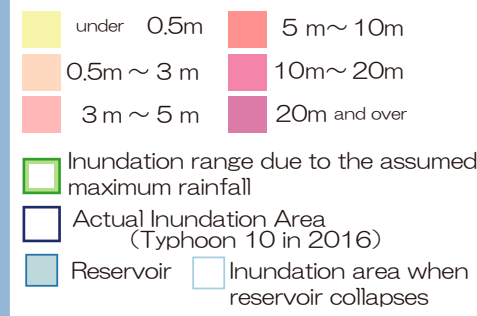 under 0.5m 5 m～10m
0.5m～3 m 10m～20m
3 m～5 m 20m and over
Inundation range due to the assumed
maximum rainfall
Actual Inundation Area
（Typhoon 10 in 2016）
Reservoir Inundation area when
reservoir collapses